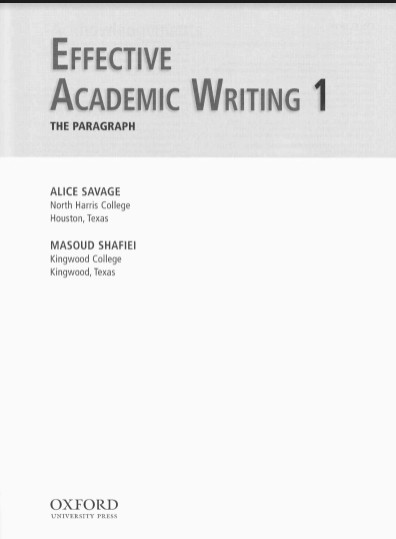 EFFECTIVE
ACADEMIC WRITING 1
THE PARAGRAPH
ALICE SAVAGE
North Harris College
Houston, Texas
MASOUD SHAFIEI
Kingwood College
Kingwood, Texas
OXFORD
UNIVERSITY PRESS